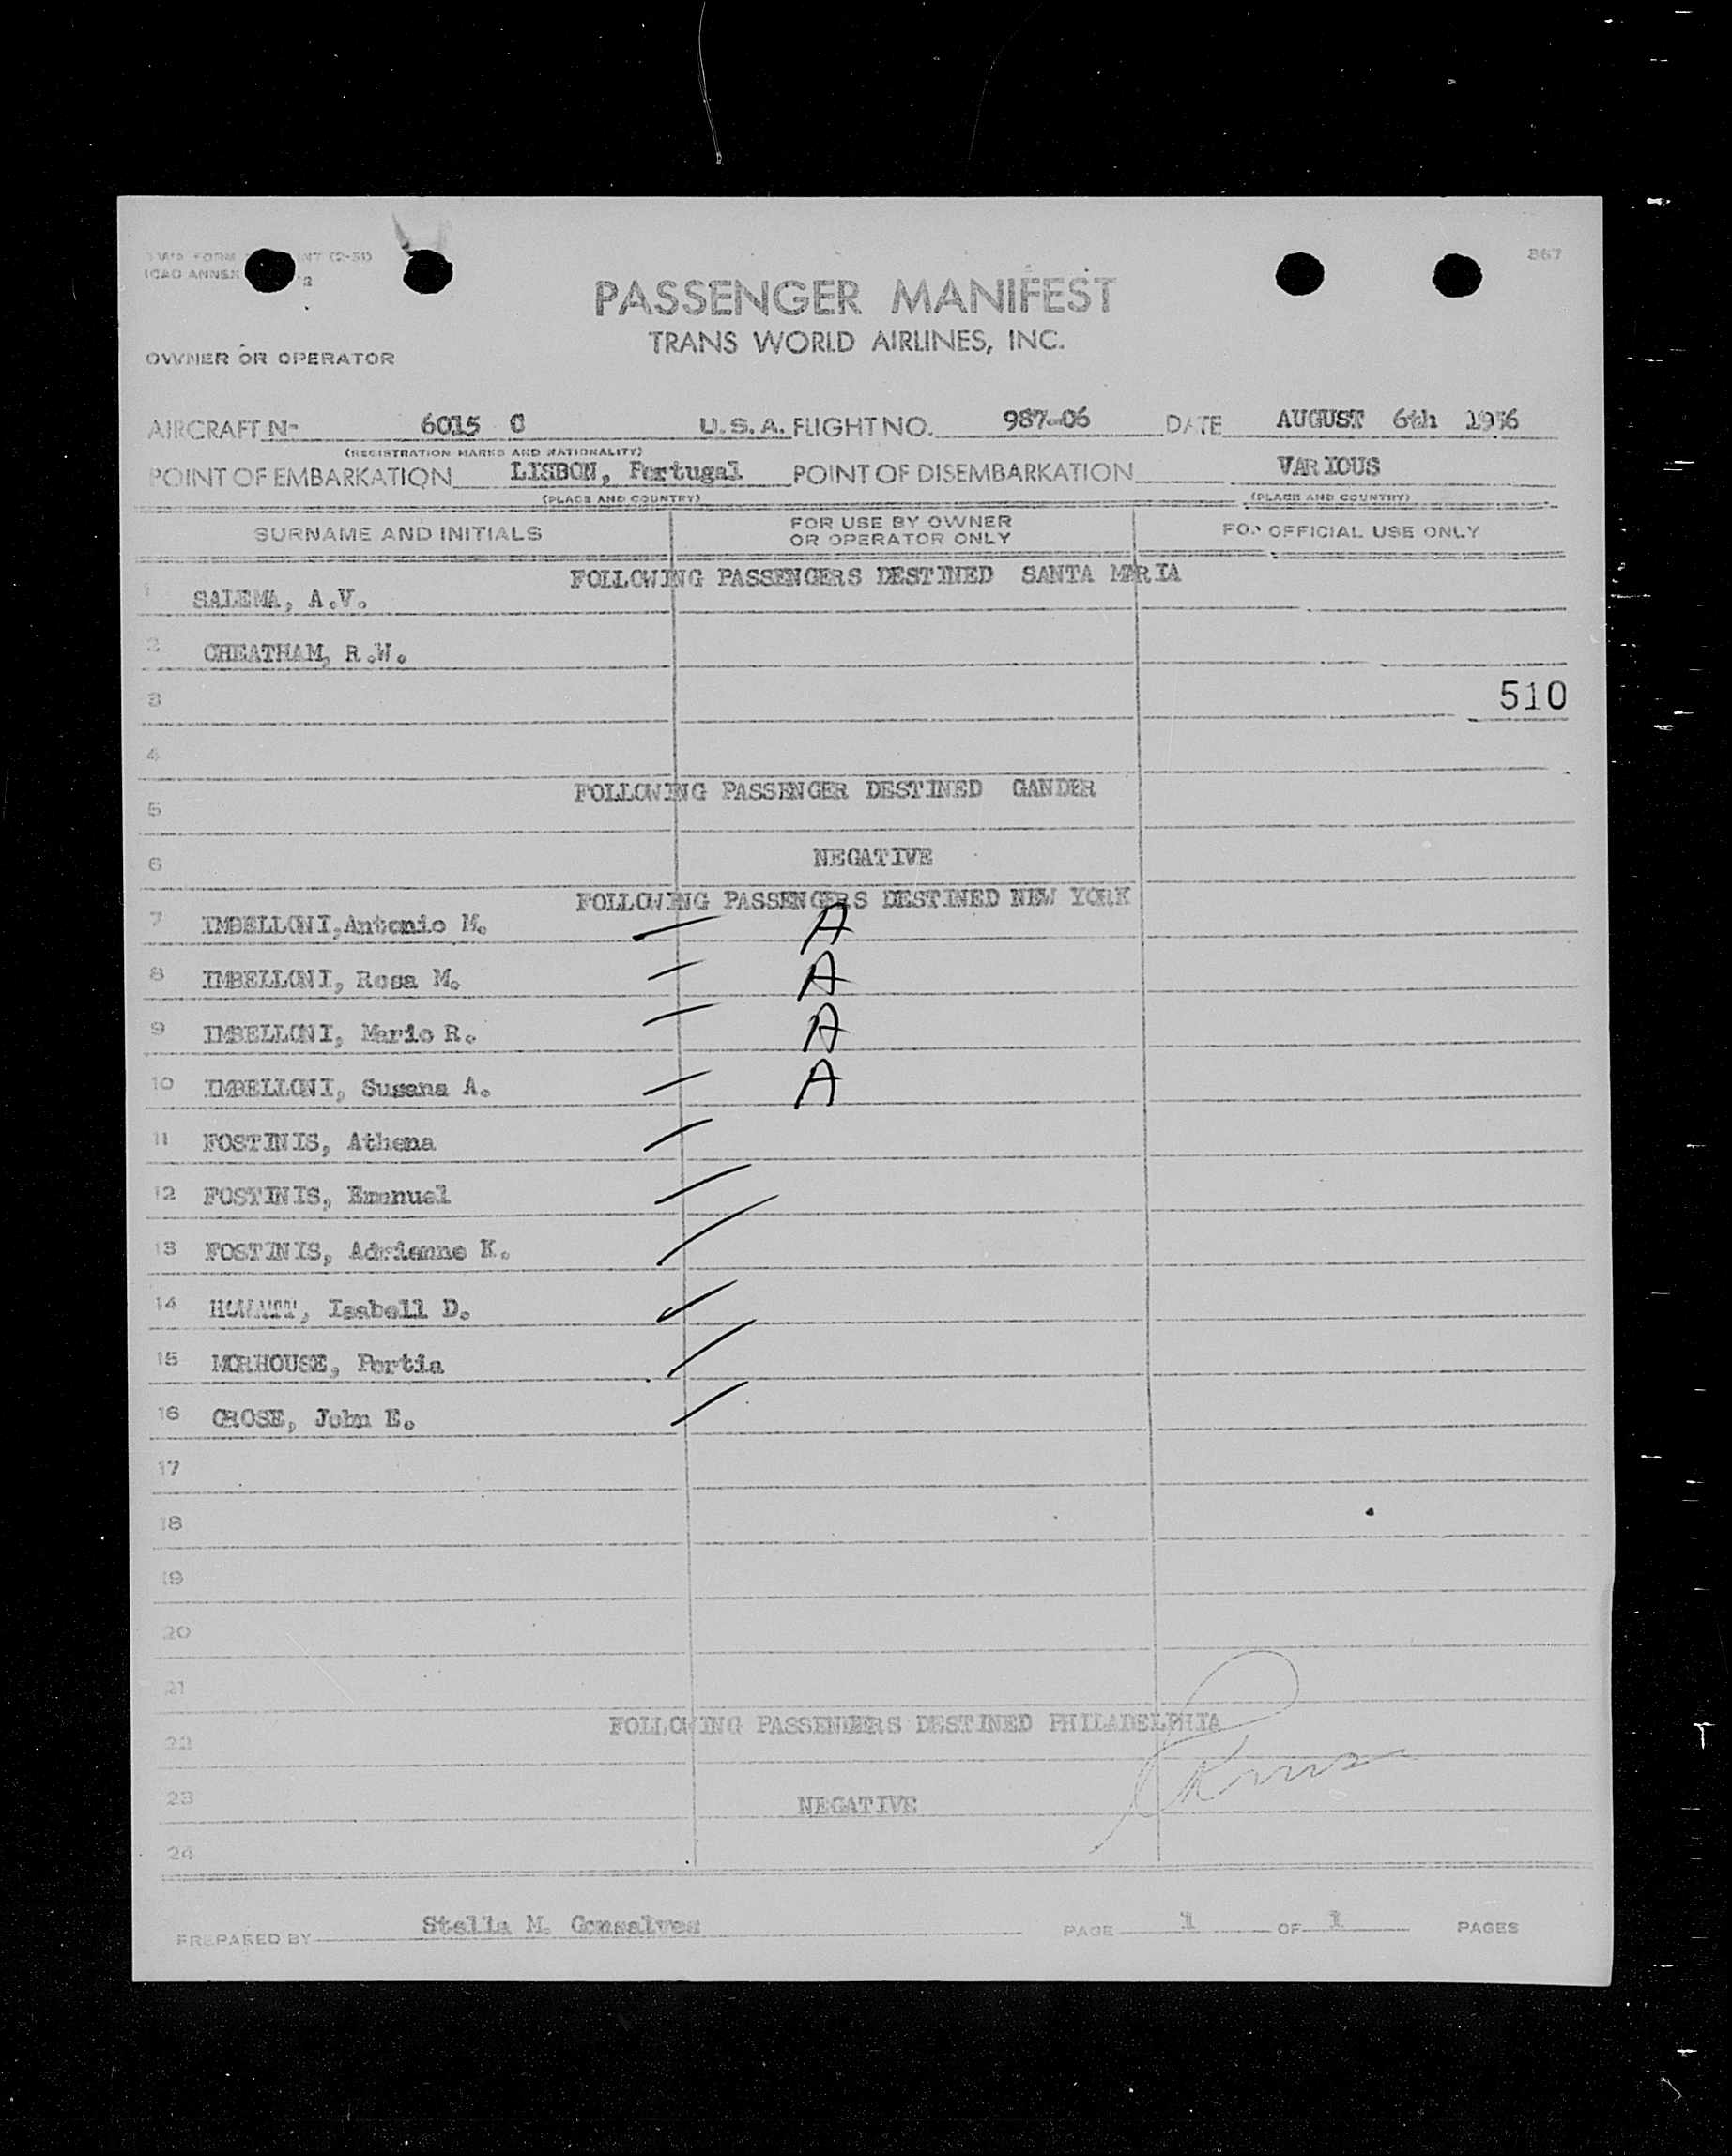 367
ICAO ANNEX
PASSENGER MANIFEST
TRANS WORLD AIRLINES, INC.
OWNER OR OPERATOR
AIRCRAFT Nº 6015 C U.S.A. FLIGHT NO. 987-06 DATE AUGUST 6th 1956
(REGISTRATION MARKS AND NATIONALITY)
POINT OF EMBARKATION LISBON, Portugal POINT OF DISEMBARKATION VARIOUS
(PLACE AND COUNTRY) (PLACE AND COUNTRY)
SURNAME AND INITIALS FOR USE BY OWNER OR OPERATOR ONLY FOR OFFICIAL USE ONLY
FOLLOWING PASSENGERS DESTINED SANTA MARIA
1 SALEMA, A.V.
2 CHEATHAM, R.W.
3 510
4
FOLLOWING PASSENGER DESTINED GANDER
5
6 NEGATIVE
FOLLOWING PASSENGERS DESTINED NEW YORK
7 IMBELLONI,Antonio M. A
8 IMBELLONI, Rosa M. A
9 IMBELLONI, Mario R. A
10 IMBELLONI, Susana A. A
11 FOSTINIS, Athena
12 FOSTINIS, Emanuel
13 FOSTINIS, Adrienne K.
14 HOWATT, Isabell D.
15 MORHOUSE, Portia
16 CROSE, John E.
17
18
19
20
21
FOLLOWING PASSENGERS DESTINED PHILADELPHIA
22
23 NEGATIVE
24
PREPARED BY Stella M. Gonsalves PAGE 1 OF 1 PAGES